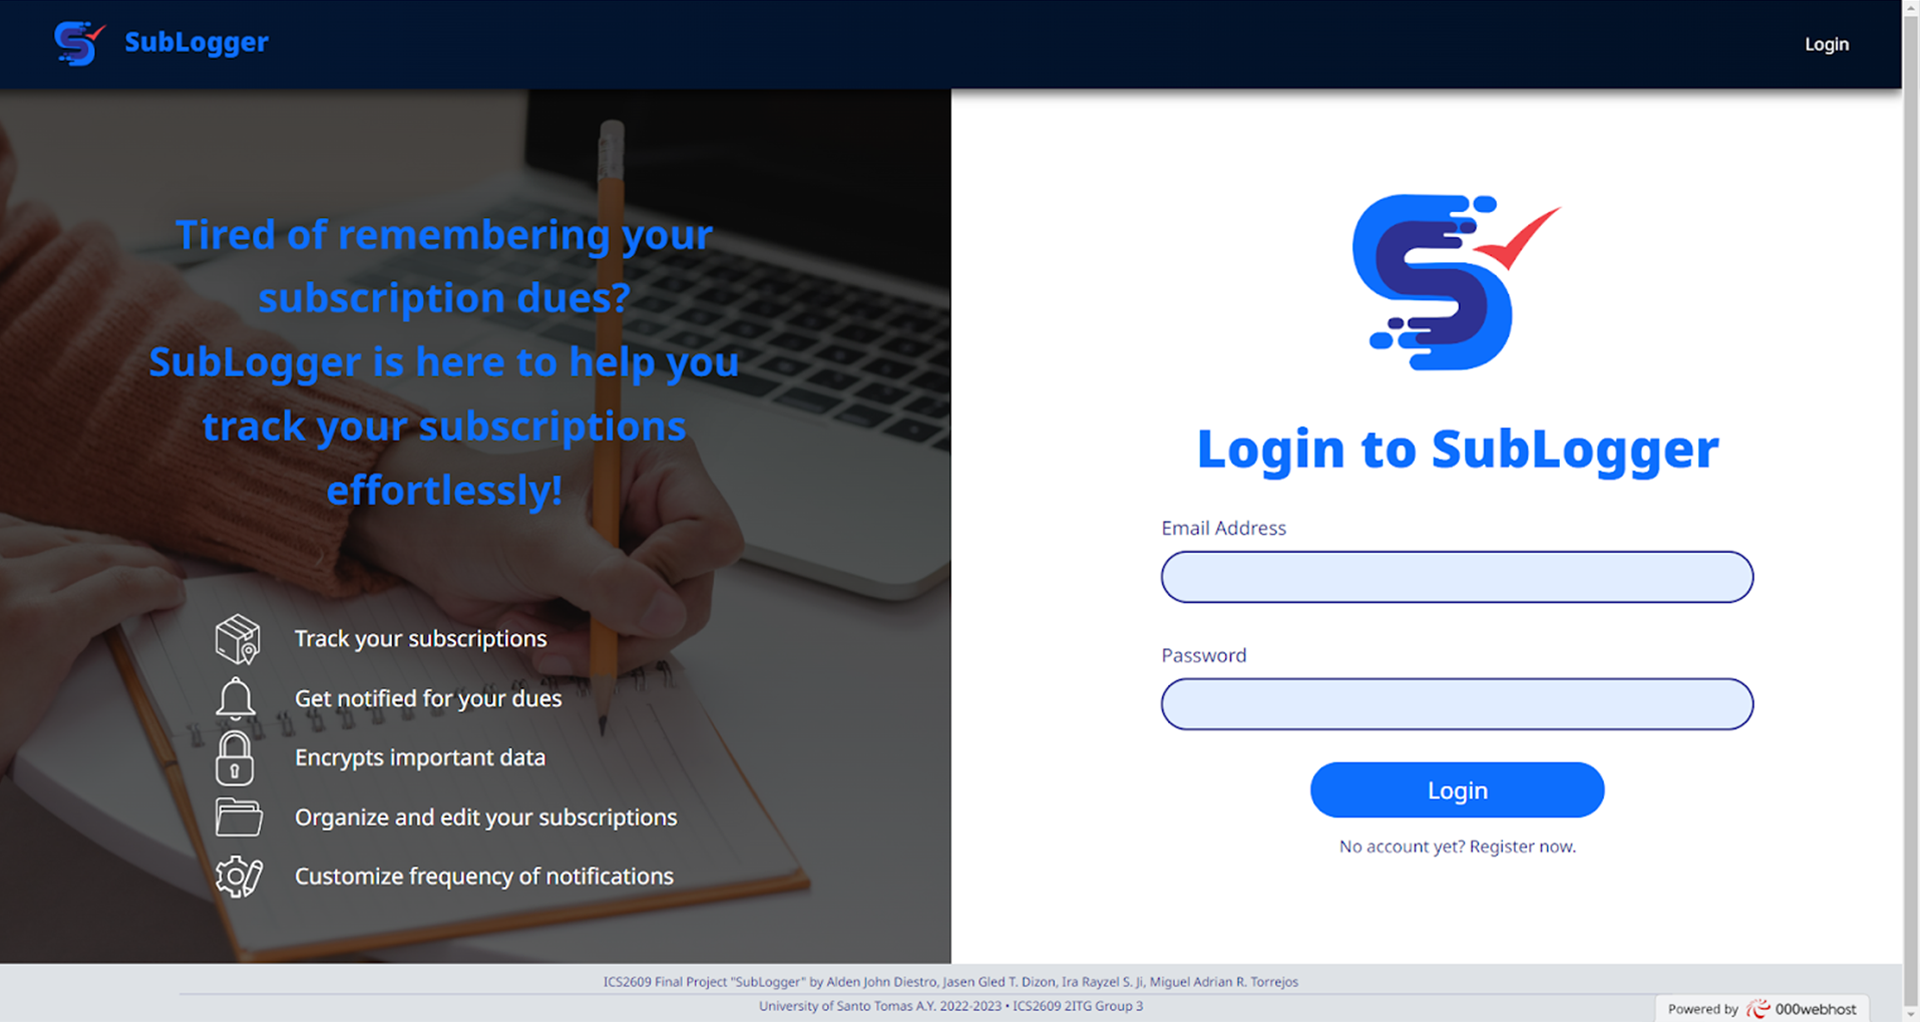 SubLogger
Login
Tired of remembering your
subscription dues?
SubLogger is here to help you
track your subscriptions
effortlessly!
Track your subscriptions
Get notified for your dues
Encrypts important data
Organize and edit your subscriptions
Customize frequency of notifications
Login to SubLogger
Email Address
Password
Login
No account yet? Register now.
ICS2609 Final Project "SubLogger" by Alden John Diestro, Jasen Gled T. Dizon, Ira Rayzel S. Ji, Miguel Adrian R. Torrejos
University of Santo Tomas A.Y. 2022-2023 • ICS2609 2ITG Group 3
Powered by 000webhost